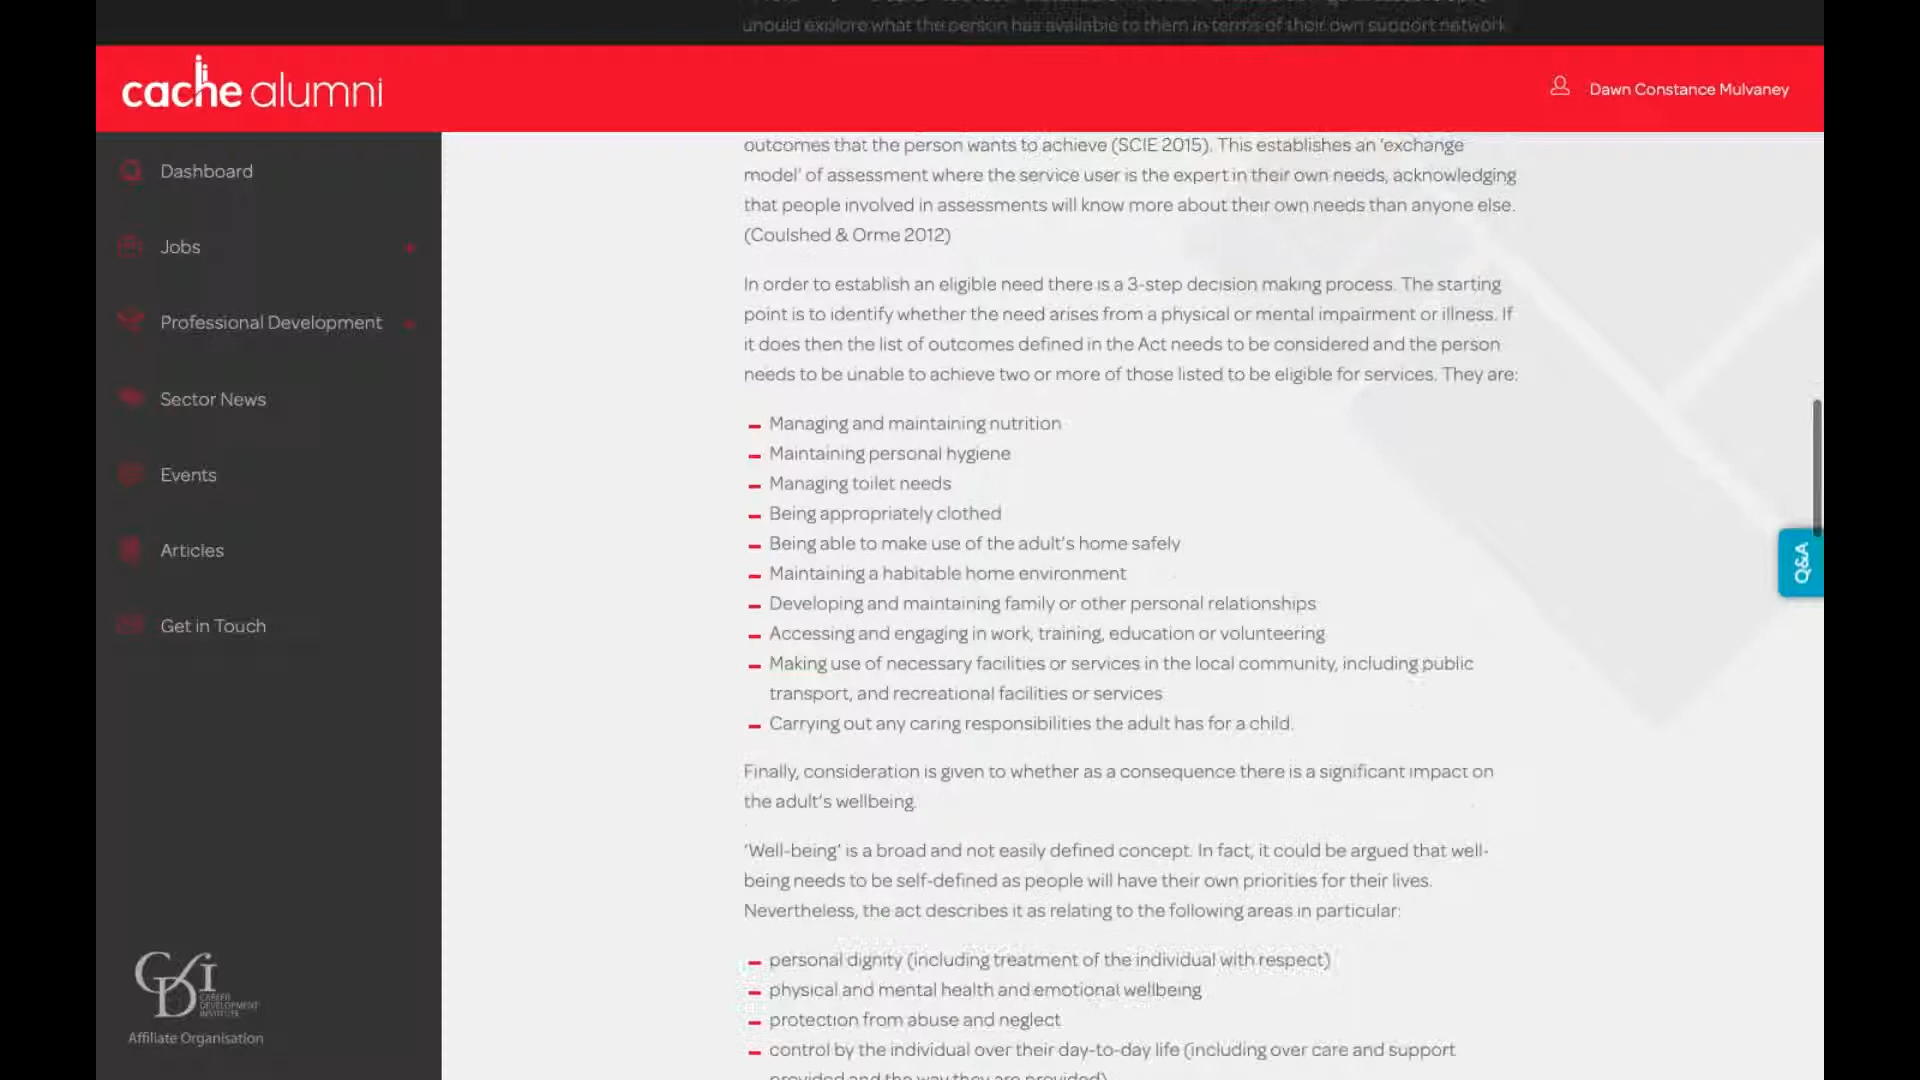 unould explore what the person has available to them in terms of their own support network
cache alumni
Dawn Constance Mulvaney
Dashboard
Jobs
Professional Development
Sector News
Events
Articles
Get in Touch
outcomes that the person wants to achieve (SCIE 2015). This establishes an ‘exchange
model’ of assessment where the service user is the expert in their own needs, acknowledging
that people involved in assessments will know more about their own needs than anyone else.
(Coulshed & Orme 2012)
In order to establish an eligible need there is a 3-step decision making process. The starting
point is to identify whether the need arises from a physical or mental impairment or illness. If
it does then the list of outcomes defined in the Act needs to be considered and the person
needs to be unable to achieve two or more of those listed to be eligible for services. They are:
Managing and maintaining nutrition
Maintaining personal hygiene
Managing toilet needs
Being appropriately clothed
Being able to make use of the adult’s home safely
Maintaining a habitable home environment
Developing and maintaining family or other personal relationships
Accessing and engaging in work, training, education or volunteering
Making use of necessary facilities or services in the local community, including public
transport, and recreational facilities or services
Carrying out any caring responsibilities the adult has for a child.
Finally, consideration is given to whether as a consequence there is a significant impact on
the adult’s wellbeing.
‘Well-being’ is a broad and not easily defined concept. In fact, it could be argued that well-
being needs to be self-defined as people will have their own priorities for their lives.
Nevertheless, the act describes it as relating to the following areas in particular:
personal dignity (including treatment of the individual with respect)
physical and mental health and emotional wellbeing
protection from abuse and neglect
control by the individual over their day-to-day life (including over care and support
provided and the way they are provided)
Q&A
CDI
CAREER
DEVELOPMENT
INSTITUTE
Affiliate Organisation